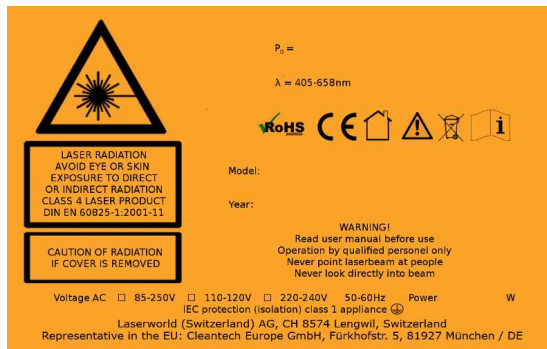 P₀ =
λ = 405-658nm
RoHS CE i
LASER RADIATION
AVOID EYE OR SKIN
EXPOSURE TO DIRECT
OR INDIRECT RADIATION
CLASS 4 LASER PRODUCT
DIN EN 60825-1:2001-11
Model:
Year:
CAUTION OF RADIATION
IF COVER IS REMOVED
WARNING!
Read user manual before use
Operation by qualified personel only
Never point laserbeam at people
Never look directly into beam
Voltage AC □ 85-250V □ 110-120V □ 220-240V 50-60Hz Power W
IEC protection (isolation) class 1 appliance
Laserworld (Switzerland) AG, CH 8574 Lengwil, Switzerland
Representative in the EU: Cleantech Europe GmbH, Fürkhofstr. 5, 81927 München / DE